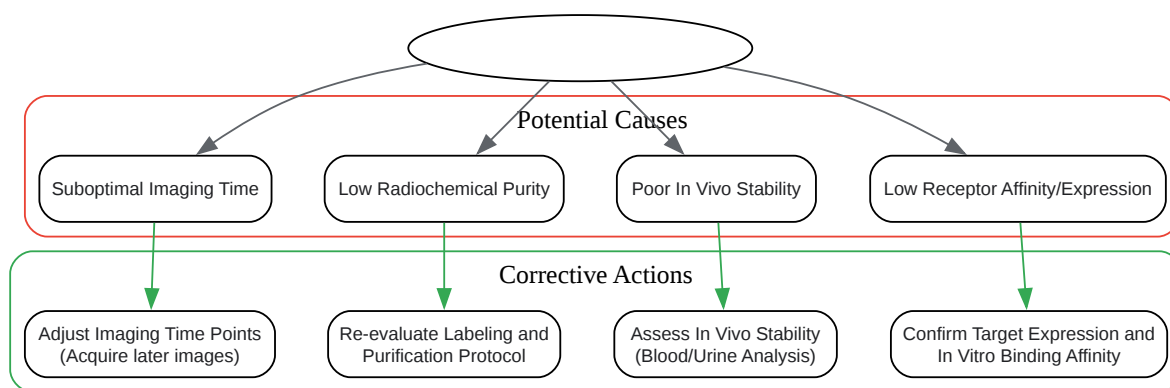 Potential Causes
Suboptimal Imaging Time
Low Radiochemical Purity
Poor In Vivo Stability
Low Receptor Affinity/Expression
Corrective Actions
Adjust Imaging Time Points
(Acquire later images)
Re-evaluate Labeling and
Purification Protocol
Assess In Vivo Stability
(Blood/Urine Analysis)
Confirm Target Expression and
In Vitro Binding Affinity